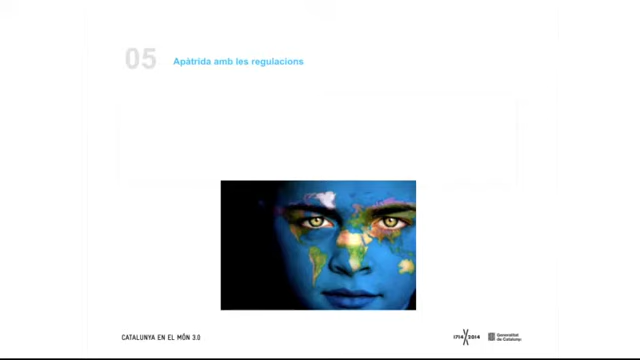 05
Apàtrida amb les regulacions
CATALUNYA EN EL MÓN 3.0
1714 2014
Generalitat
de Catalunya